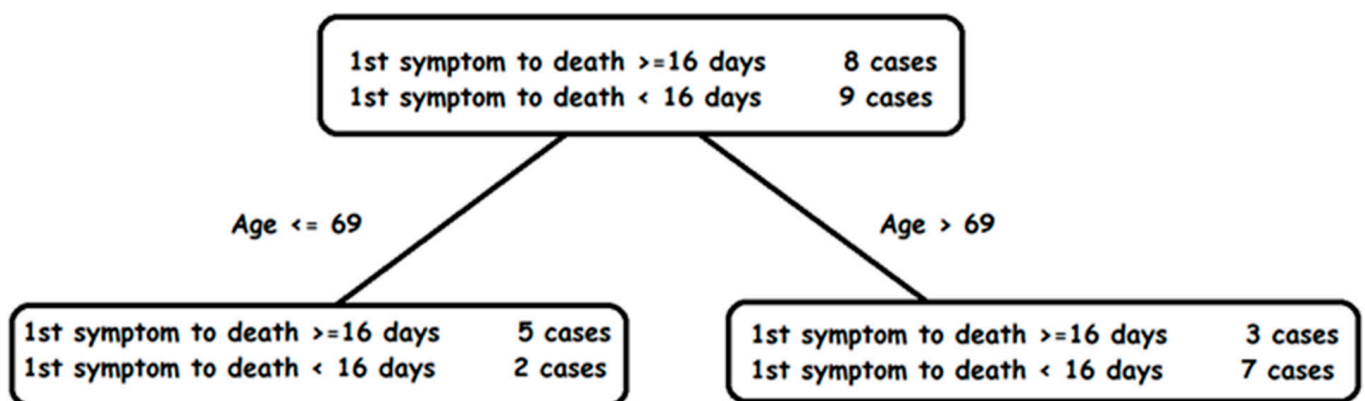 1st symptom to death >=16 days 8 cases
1st symptom to death < 16 days 9 cases
Age <= 69
Age > 69
1st symptom to death >=16 days 5 cases
1st symptom to death < 16 days 2 cases
1st symptom to death >=16 days 3 cases
1st symptom to death < 16 days 7 cases